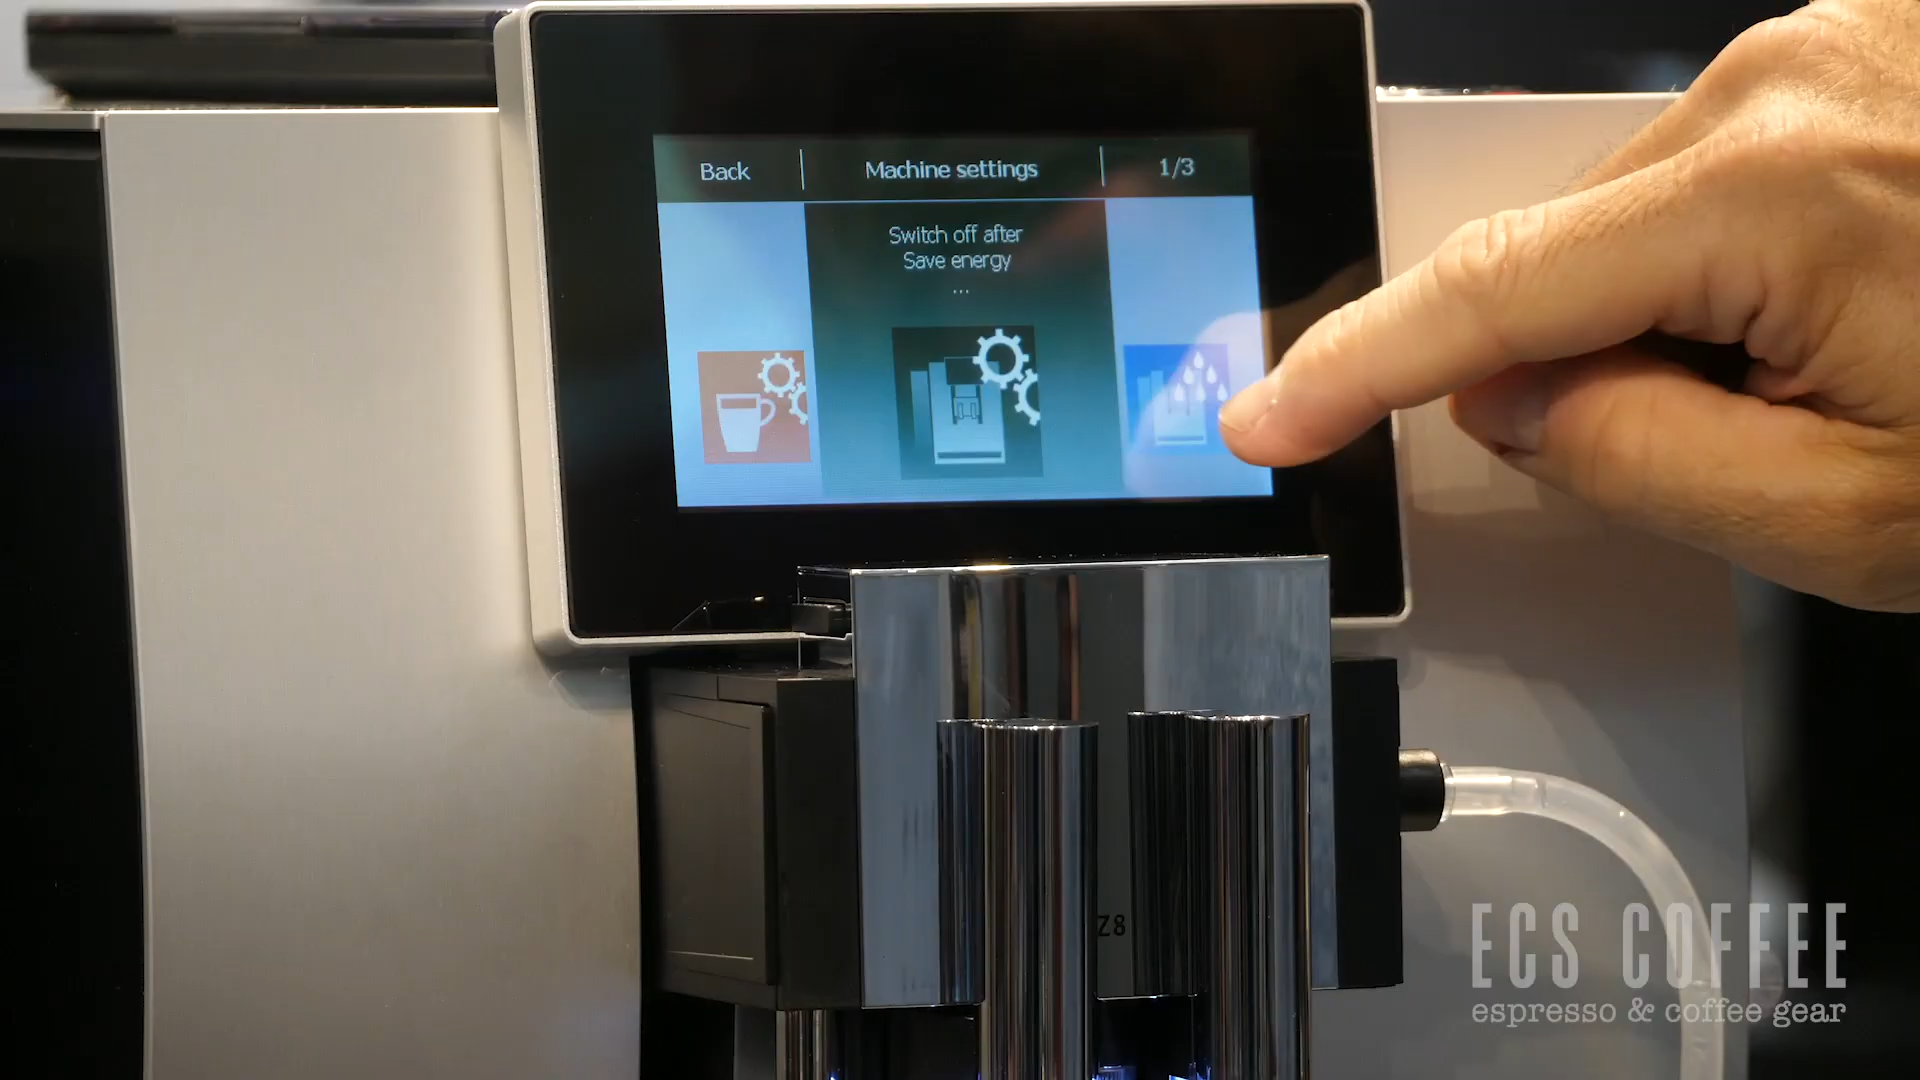 Back
Machine settings
1/3
Switch off after
Save energy
...
Z8
ECS COFFEE
espresso & coffee gear